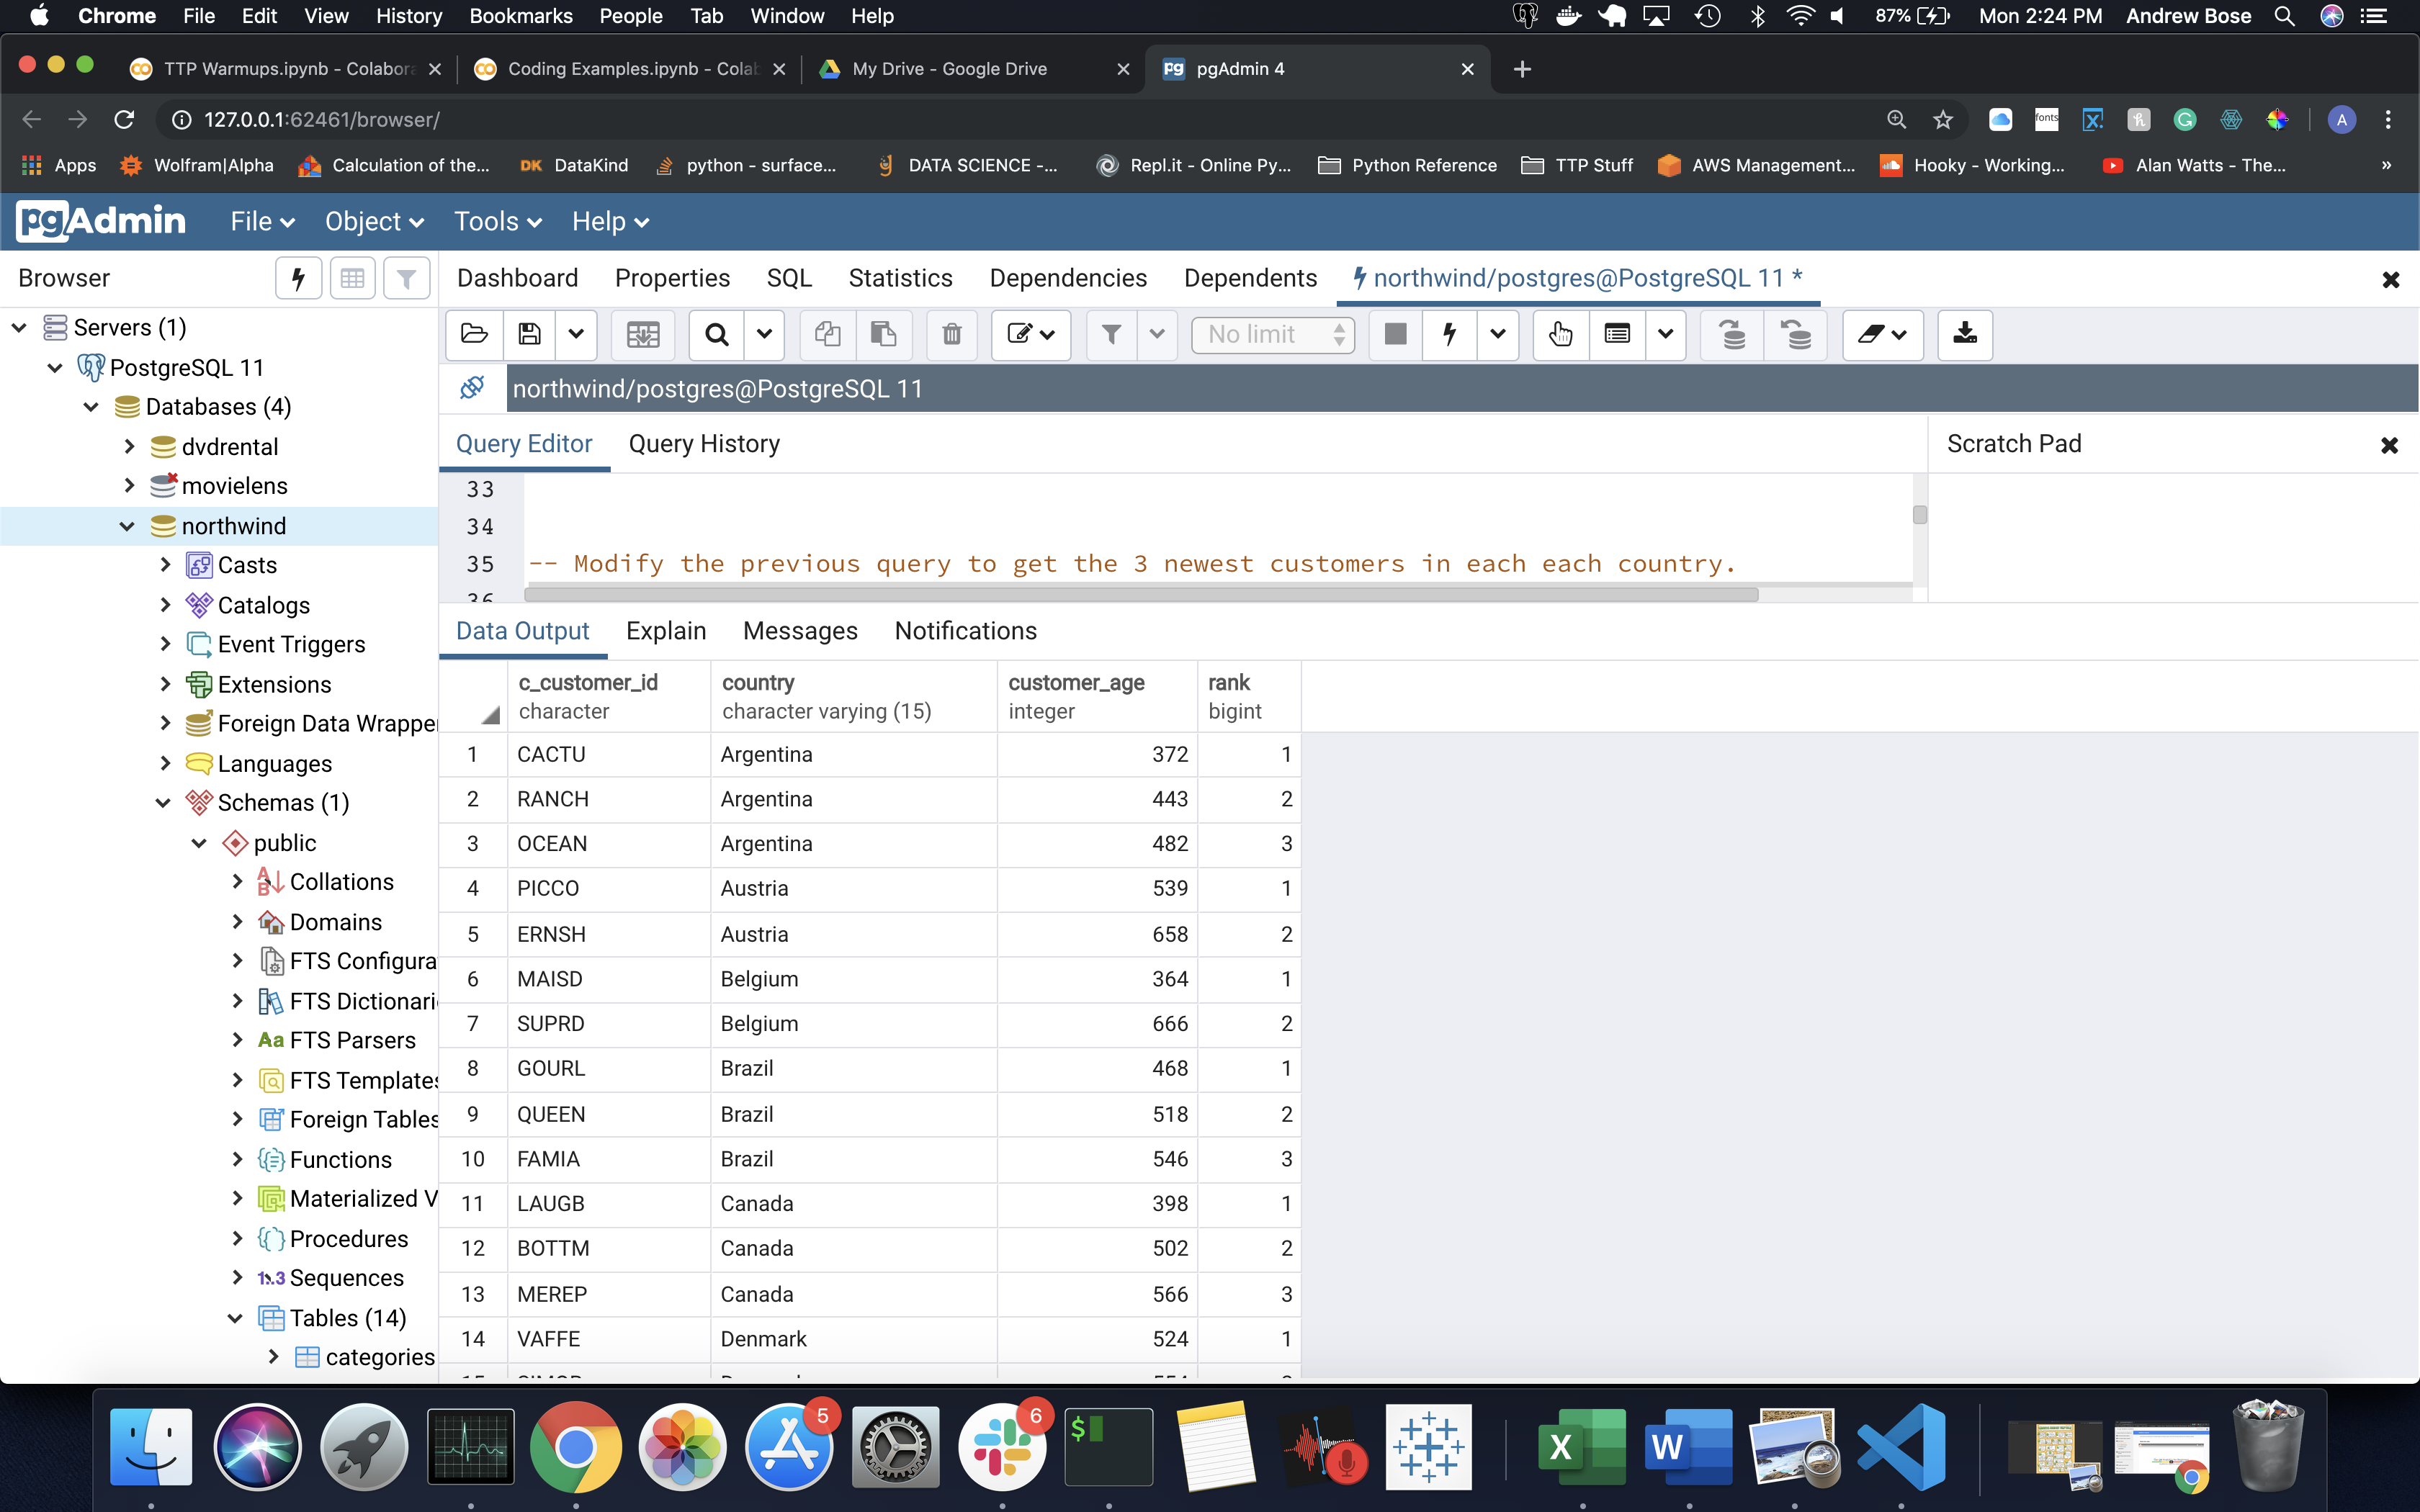 Chrome File Edit View History Bookmarks People Tab Window Help 87% Mon 2:24 PM Andrew Bose
TTP Warmups.ipynb - Colabora Coding Examples.ipynb - Colab My Drive - Google Drive pgAdmin 4
127.0.0.1:62461/browser/
Apps Wolfram|Alpha Calculation of the... DataKind python - surface... DATA SCIENCE -... Repl.it - Online Py... Python Reference TTP Stuff AWS Management... Hooky - Working... Alan Watts - The... »
pgAdmin File Object Tools Help
Browser
Dashboard Properties SQL Statistics Dependencies Dependents northwind/postgres@PostgreSQL 11 *
No limit
northwind/postgres@PostgreSQL 11
Query Editor Query History
Scratch Pad
33
34
35 -- Modify the previous query to get the 3 newest customers in each each country.
36
Data Output Explain Messages Notifications
c_customer_id character country character varying (15) customer_age integer rank bigint
1 CACTU Argentina 372 1
2 RANCH Argentina 443 2
3 OCEAN Argentina 482 3
4 PICCO Austria 539 1
5 ERNSH Austria 658 2
6 MAISD Belgium 364 1
7 SUPRD Belgium 666 2
8 GOURL Brazil 468 1
9 QUEEN Brazil 518 2
10 FAMIA Brazil 546 3
11 LAUGB Canada 398 1
12 BOTTM Canada 502 2
13 MEREP Canada 566 3
14 VAFFE Denmark 524 1
Servers (1)
PostgreSQL 11
Databases (4)
dvdrental
movielens
northwind
Casts
Catalogs
Event Triggers
Extensions
Foreign Data Wrapper
Languages
Schemas (1)
public
Collations
Domains
FTS Configura
FTS Dictionari
Aa FTS Parsers
FTS Templates
Foreign Tables
Functions
Materialized V
Procedures
1..3 Sequences
Tables (14)
categories
5
6
$
X
W